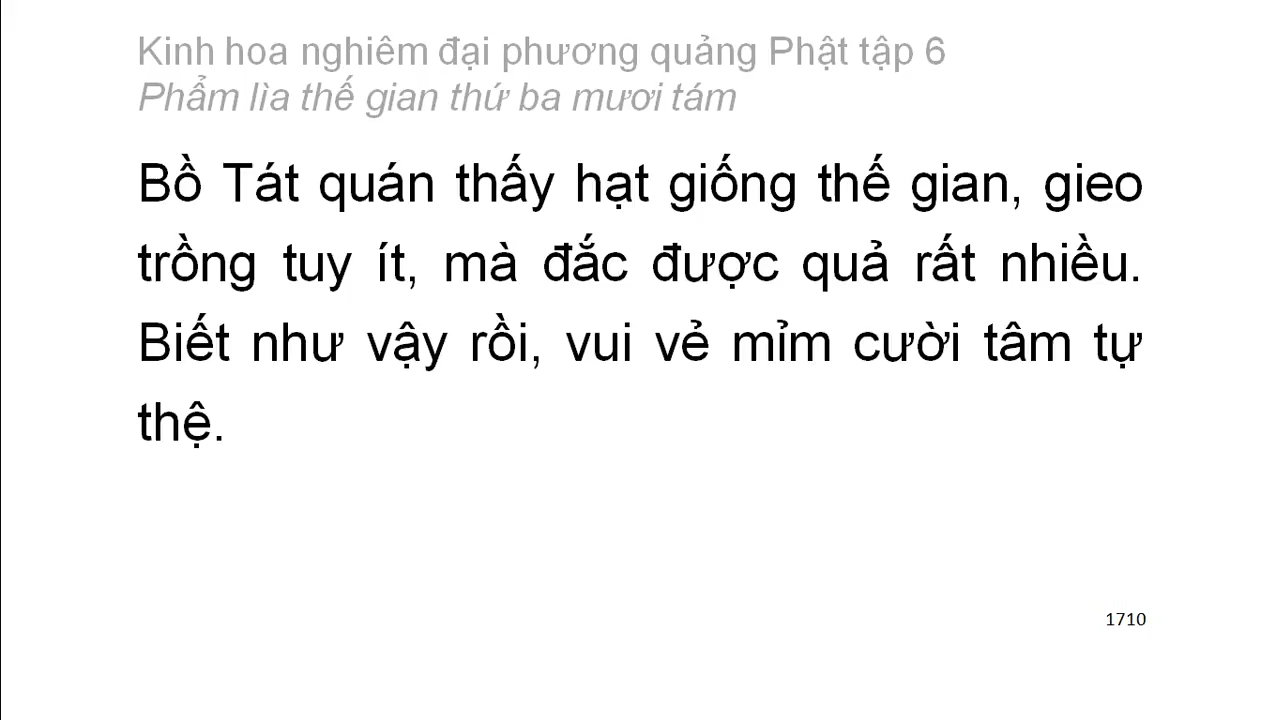 Kinh hoa nghiêm đại phương quảng Phật tập 6
Phẩm lìa thế gian thứ ba mươi tám
Bồ Tát quán thấy hạt giống thế gian, gieo
trồng tuy ít, mà đắc được quả rất nhiều.
Biết như vậy rồi, vui vẻ mỉm cười tâm tự
thệ.
1710